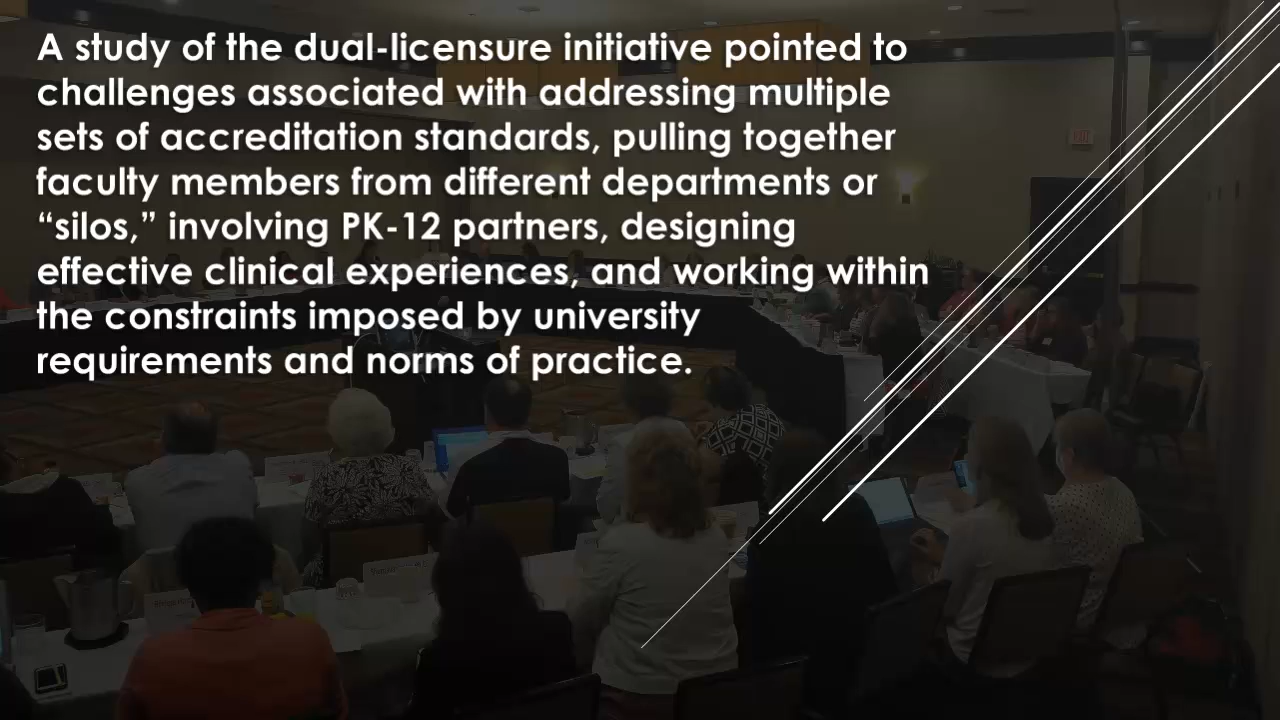 A study of the dual-licensure initiative pointed to
challenges associated with addressing multiple
sets of accreditation standards, pulling together
faculty members from different departments or
“silos,” involving PK-12 partners, designing
effective clinical experiences, and working within
the constraints imposed by university
requirements and norms of practice.
EXIT